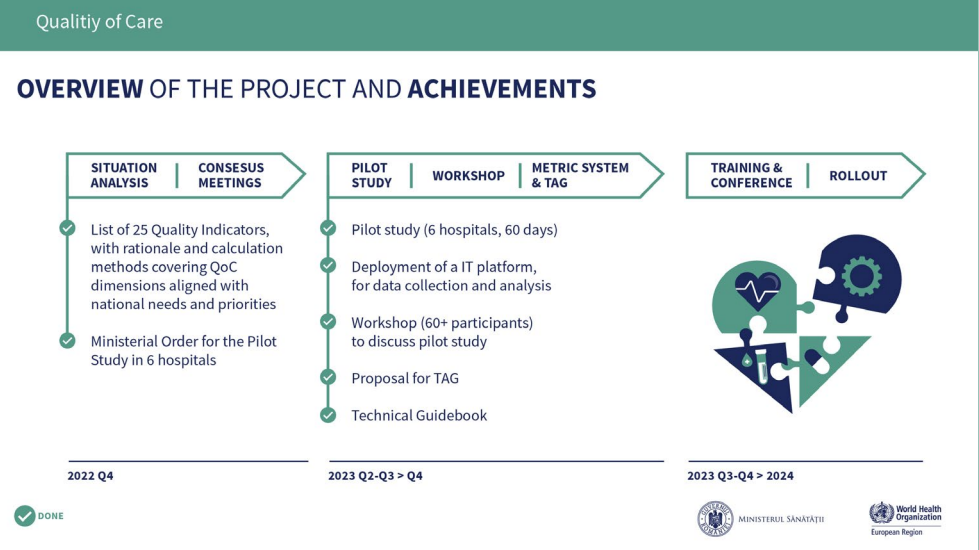 Qualitiy of Care
OVERVIEW OF THE PROJECT AND ACHIEVEMENTS
SITUATION
ANALYSIS
CONSESUS
MEETINGS
PILOT
STUDY
WORKSHOP
METRIC SYSTEM
& TAG
TRAINING &
CONFERENCE
ROLLOUT
List of 25 Quality Indicators,
with rationale and calculation
methods covering QoC
dimensions aligned with
national needs and priorities
Ministerial Order for the Pilot
Study in 6 hospitals
Pilot study (6 hospitals, 60 days)
Deployment of a IT platform,
for data collection and analysis
Workshop (60+ participants)
to discuss pilot study
Proposal for TAG
Technical Guidebook
2022 Q4
2023 Q2-Q3 > Q4
2023 Q3-Q4 > 2024
DONE
MINISTERUL SĂNĂTĂȚII
World Health
Organization
European Region